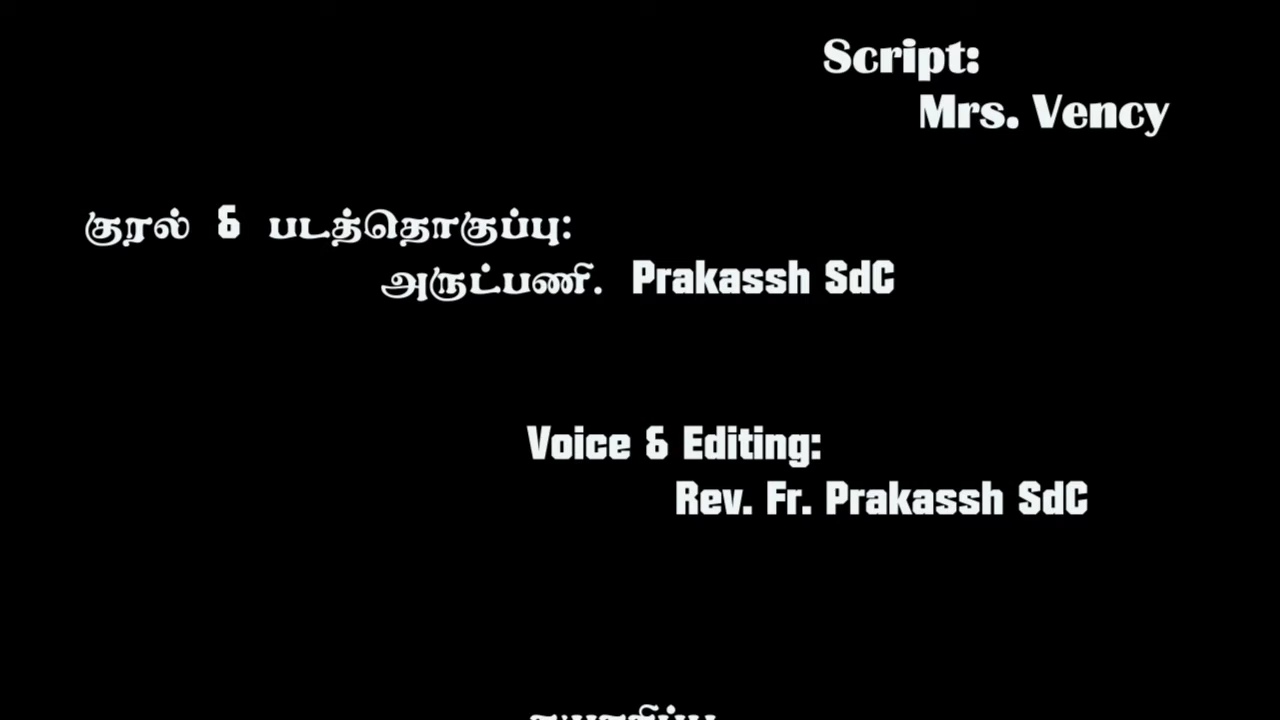 Script:
Mrs. Vency
குரல் & படத்தொகுப்பு:
அருட்பணி. Prakassh SdC
Voice & Editing:
Rev. Fr. Prakassh SdC